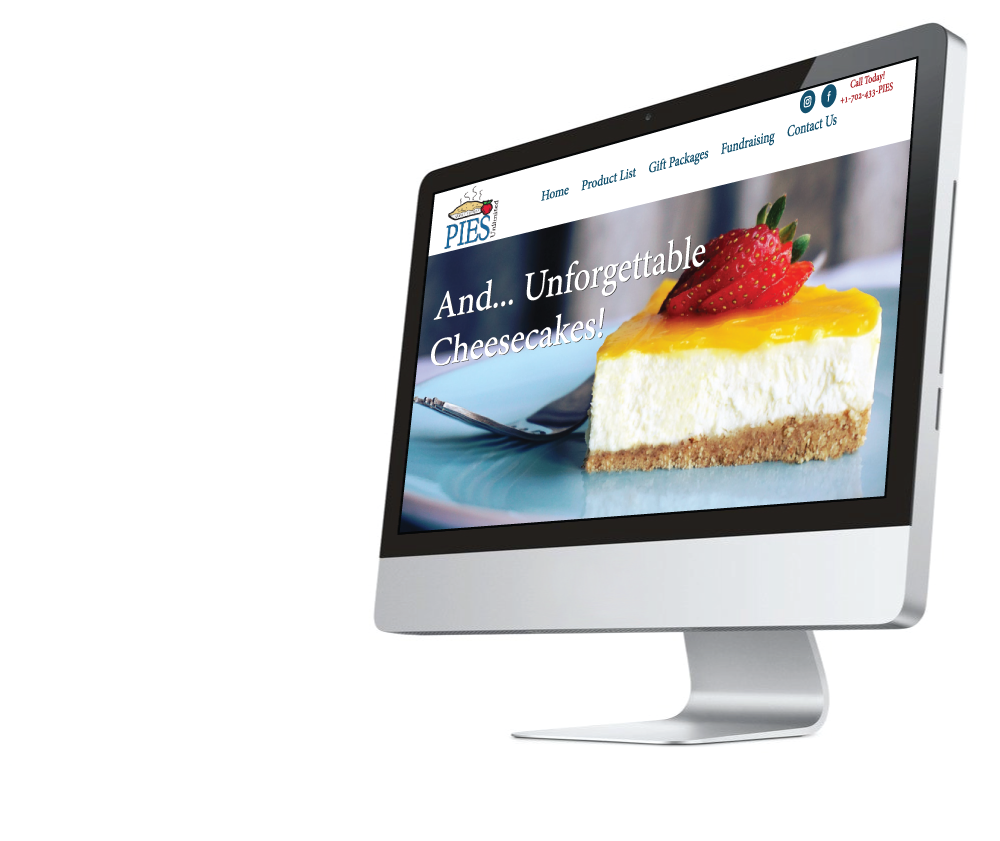 Call Today!
+1-702-433-PIES
Home Product List Gift Packages Fundraising Contact Us
PIES
Unlimited
And... Unforgettable
Cheesecakes!